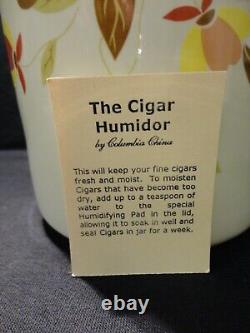 The Cigar
Humidor
by Columbia China
This will keep your fine cigars
fresh and moist. To moisten
Cigars that have become too
dry, add up to a teaspoon of
water to the special
Humidifying Pad in the lid,
allowing it to soak in well and
seal Cigars in jar for a week.